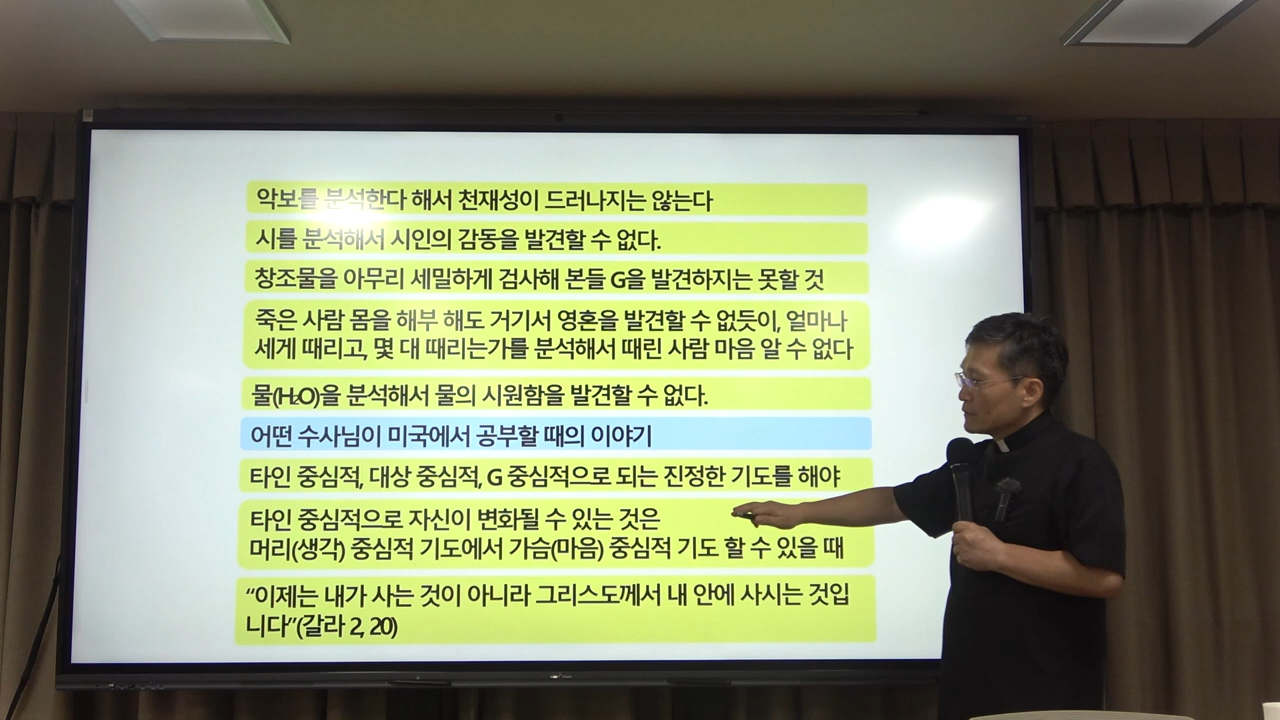 악보를 분석한다 해서 천재성이 드러나지는 않는다
시를 분석해서 시인의 감동을 발견할 수 없다.
창조물을 아무리 세밀하게 검사해 본들 G을 발견하지는 못할 것
죽은 사람 몸을 해부 해도 거기서 영혼을 발견할 수 없듯이, 얼마나
세게 때리고, 몇 대 때리는가를 분석해서 때린 사람 마음 알 수 없다
물(H₂O)을 분석해서 물의 시원함을 발견할 수 없다.
어떤 수사님이 미국에서 공부할 때의 이야기
타인 중심적, 대상 중심적, G 중심적으로 되는 진정한 기도를 해야
타인 중심적으로 자신이 변화될 수 있는 것은
머리(생각) 중심적 기도에서 가슴(마음) 중심적 기도 할 수 있을 때
“이제는 내가 사는 것이 아니라 그리스도께서 내 안에 사시는 것입
니다”(갈라 2, 20)